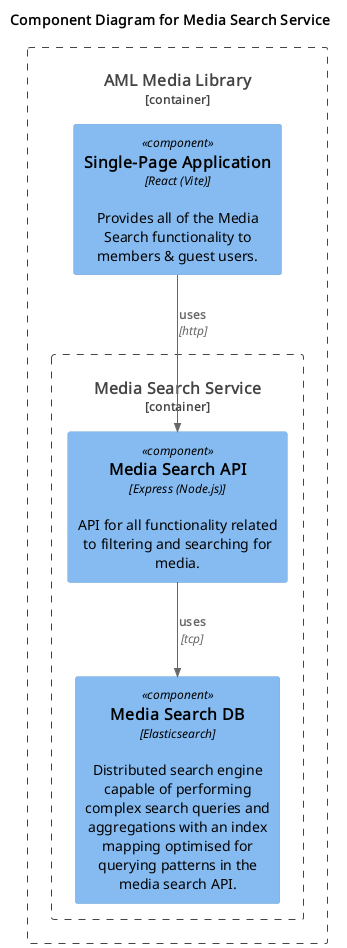 Component Diagram for Media Search Service
AML Media Library
[container]
«component»
Single-Page Application
[React (Vite)]
Provides all of the Media
Search functionality to
members & guest users.
uses
[http]
Media Search Service
[container]
«component»
Media Search API
[Express (Node.js)]
API for all functionality related
to filtering and searching for
media.
uses
[tcp]
«component»
Media Search DB
[Elasticsearch]
Distributed search engine
capable of performing
complex search queries and
aggregations with an index
mapping optimised for
querying patterns in the
media search API.